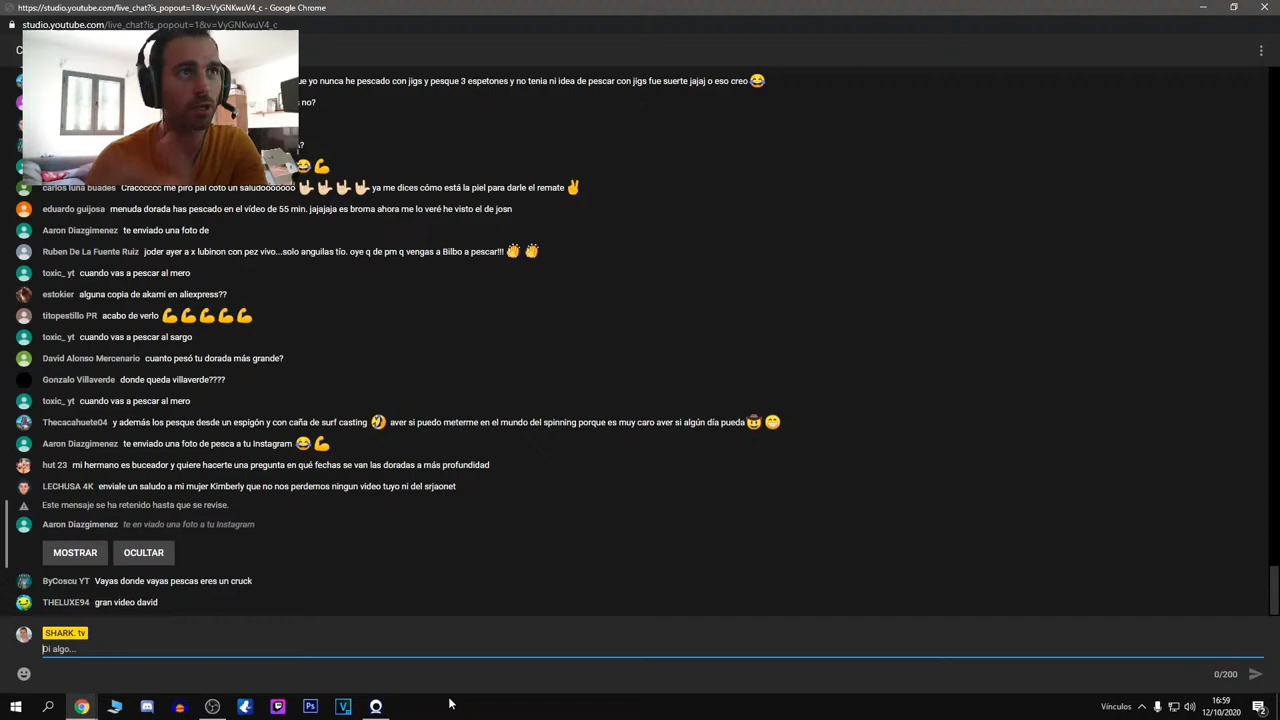 https://studio.youtube.com/live_chat?is_popout=1&v=VyGNKwuV4_c - Google Chrome
studio.youtube.com/live_chat?is_popout=1&v=VyGNKwuV4_c
C
ue yo nunca he pescado con jigs y pesque 3 espetones y no tenia ni idea de pescar con jigs fue suerte jajaj o eso creo 😂
s no?
A?
😂💪
carlos luna buades Cracccccc me piro pal coto un saludooooooo 🤟🏻🤟🏻🤟🏻🤟🏻 ya me dices cómo está la piel para darle el remate ✌
eduardo guijosa menuda dorada has pescado en el vídeo de 55 min. jajajaja es broma ahora me lo veré he visto el de josn
Aaron Diazgimenez te enviado una foto de
Ruben De La Fuente Ruiz joder ayer a x lubinon con pez vivo...solo anguilas tío. oye q de pm q vengas a Bilbo a pescar!!! 👏 👏
toxic_ yt cuando vas a pescar al mero
estokier alguna copia de akami en aliexpress??
titopestillo PR acabo de verlo 💪💪💪💪💪
toxic_ yt cuando vas a pescar al sargo
David Alonso Mercenario cuanto pesó tu dorada más grande?
Gonzalo Villaverde donde queda villaverde????
toxic_ yt cuando vas a pescar al mero
Thecacahuete04 y además los pesque desde un espigón y con caña de surf casting 🤣 aver si puedo meterme en el mundo del spinning porque es muy caro aver si algún día pueda🤠😁
Aaron Diazgimenez te enviado una foto de pesca a tu Instagram 😂💪
hut 23 mi hermano es buceador y quiere hacerte una pregunta en qué fechas se van las doradas a más profundidad
LECHUSA 4K enviale un saludo a mi mujer Kimberly que no nos perdemos ningun video tuyo ni del srjaonet
Este mensaje se ha retenido hasta que se revise.
Aaron Diazgimenez te en viado una foto a tu Instagram
MOSTRAR OCULTAR
ByCoscu YT Vayas donde vayas pescas eres un cruck
THELUXE94 gran video david
SHARK. tv
Di algo...
0/200
Vínculos
16:59
12/10/2020
2